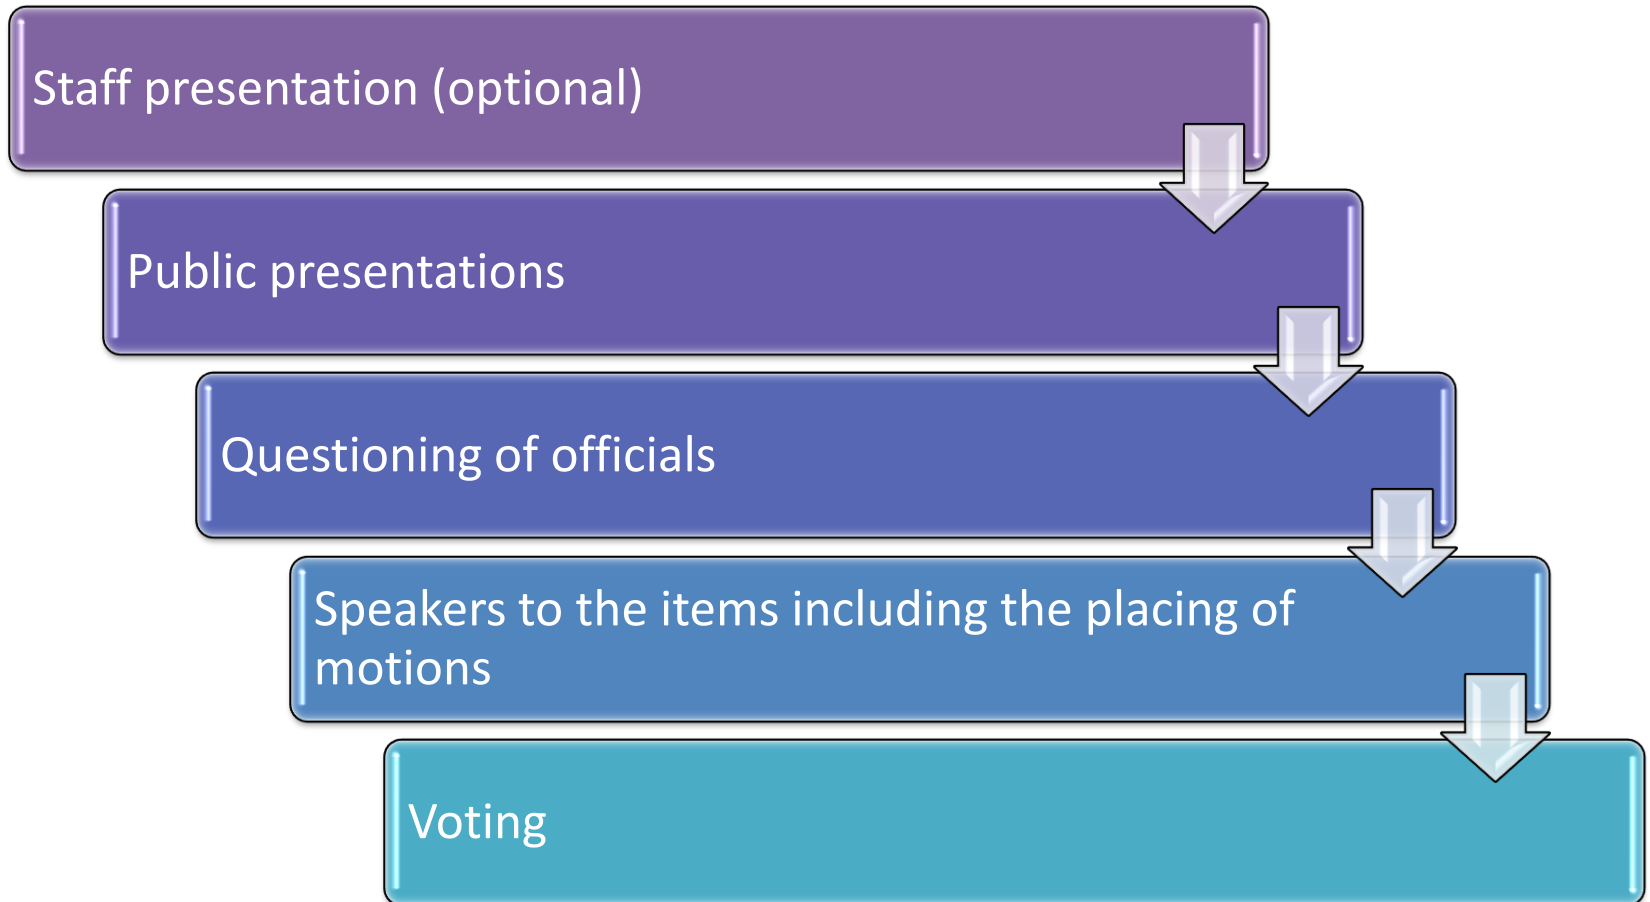 Staff presentation (optional)
Public presentations
Questioning of officials
Speakers to the items including the placing of
motions
Voting